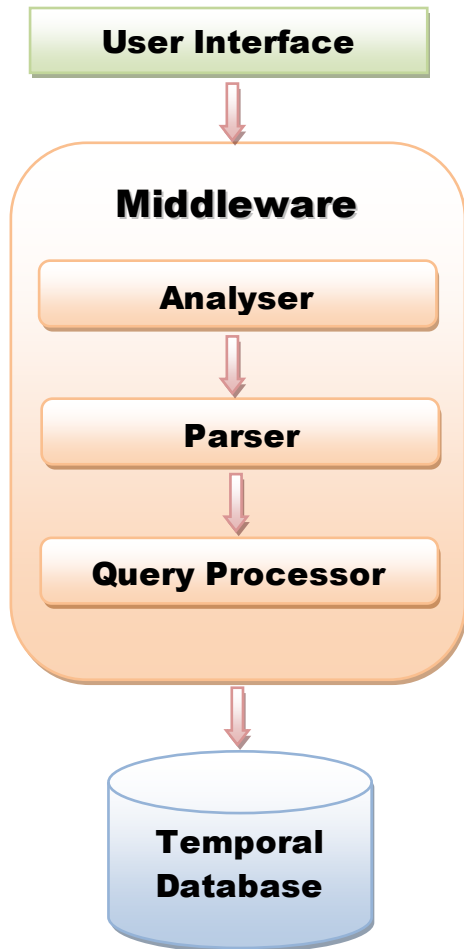 User Interface
Middleware
Analyser
Parser
Query Processor
Temporal
Database